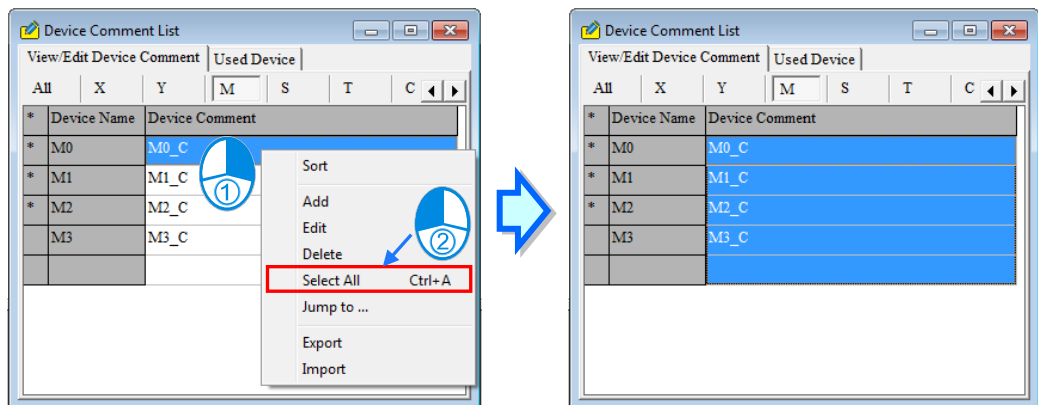 Device Comment List
View/Edit Device Comment Used Device
All X Y M S T C
* Device Name Device Comment
* M0 M0_C
* M1 M1_C
* M2 M2_C
M3 M3_C
①
Sort
Add
Edit
Delete
Select All Ctrl+A
Jump to ...
Export
Import
②
Device Comment List
View/Edit Device Comment Used Device
All X Y M S T C
* Device Name Device Comment
* M0 M0_C
* M1 M1_C
* M2 M2_C
M3 M3_C